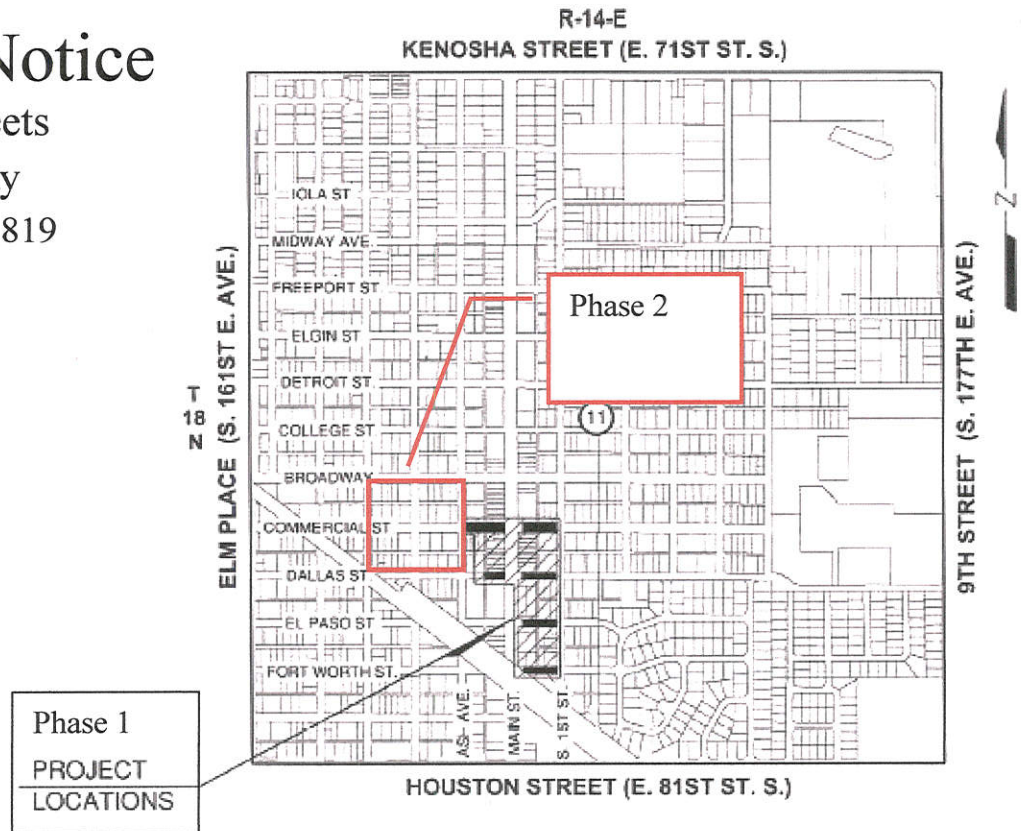 Notice
eets
y
819
R-14-E
KENOSHA STREET (E. 71ST ST. S.)
IOLA ST
MIDWAY AVE.
FREEPORT ST.
ELGIN ST
DETROIT ST.
COLLEGE ST
BROADWAY
COMMERCIAL ST
DALLAS ST
EL PASO ST
FORT WORTH ST.
ELM PLACE (S. 161ST E. AVE.)
T
18
N
Phase 2
11
9TH STREET (S. 177TH E. AVE.)
Z
ASH AVE.
MAIN ST.
S. 1ST ST.
HOUSTON STREET (E. 81ST ST. S.)
Phase 1
PROJECT
LOCATIONS